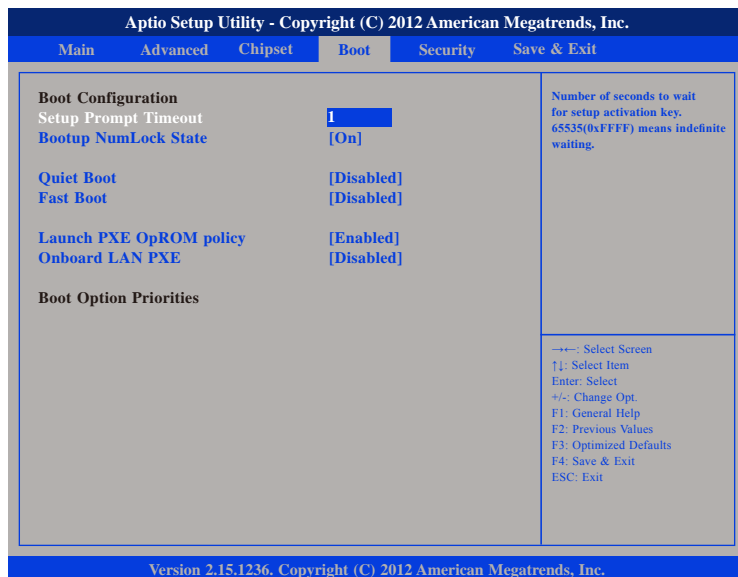 Aptio Setup Utility - Copyright (C) 2012 American Megatrends, Inc.
Main Advanced Chipset Boot Security Save & Exit
Boot Configuration
Setup Prompt Timeout 1
Bootup NumLock State [On]
Quiet Boot [Disabled]
Fast Boot [Disabled]
Launch PXE OpROM policy [Enabled]
Onboard LAN PXE [Disabled]
Boot Option Priorities
Number of seconds to wait
for setup activation key.
65535(0xFFFF) means indefinite
waiting.
→←: Select Screen
↑↓: Select Item
Enter: Select
+/-: Change Opt.
F1: General Help
F2: Previous Values
F3: Optimized Defaults
F4: Save & Exit
ESC: Exit
Version 2.15.1236. Copyright (C) 2012 American Megatrends, Inc.